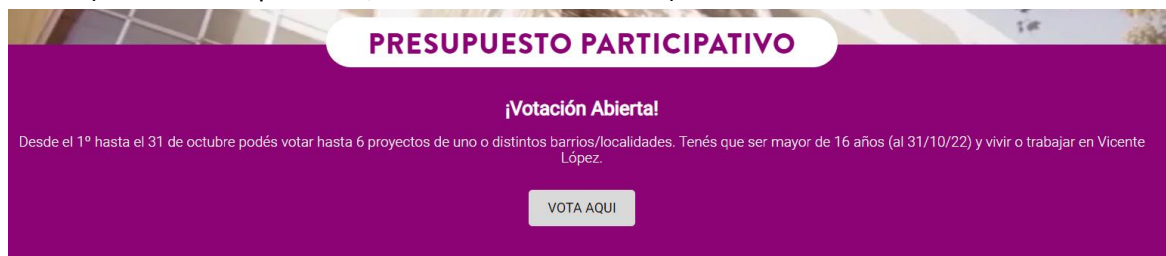 PRESUPUESTO PARTICIPATIVO
¡Votación Abierta!
Desde el 1º hasta el 31 de octubre podés votar hasta 6 proyectos de uno o distintos barrios/localidades. Tenés que ser mayor de 16 años (al 31/10/22) y vivir o trabajar en Vicente
López.
VOTA AQUI